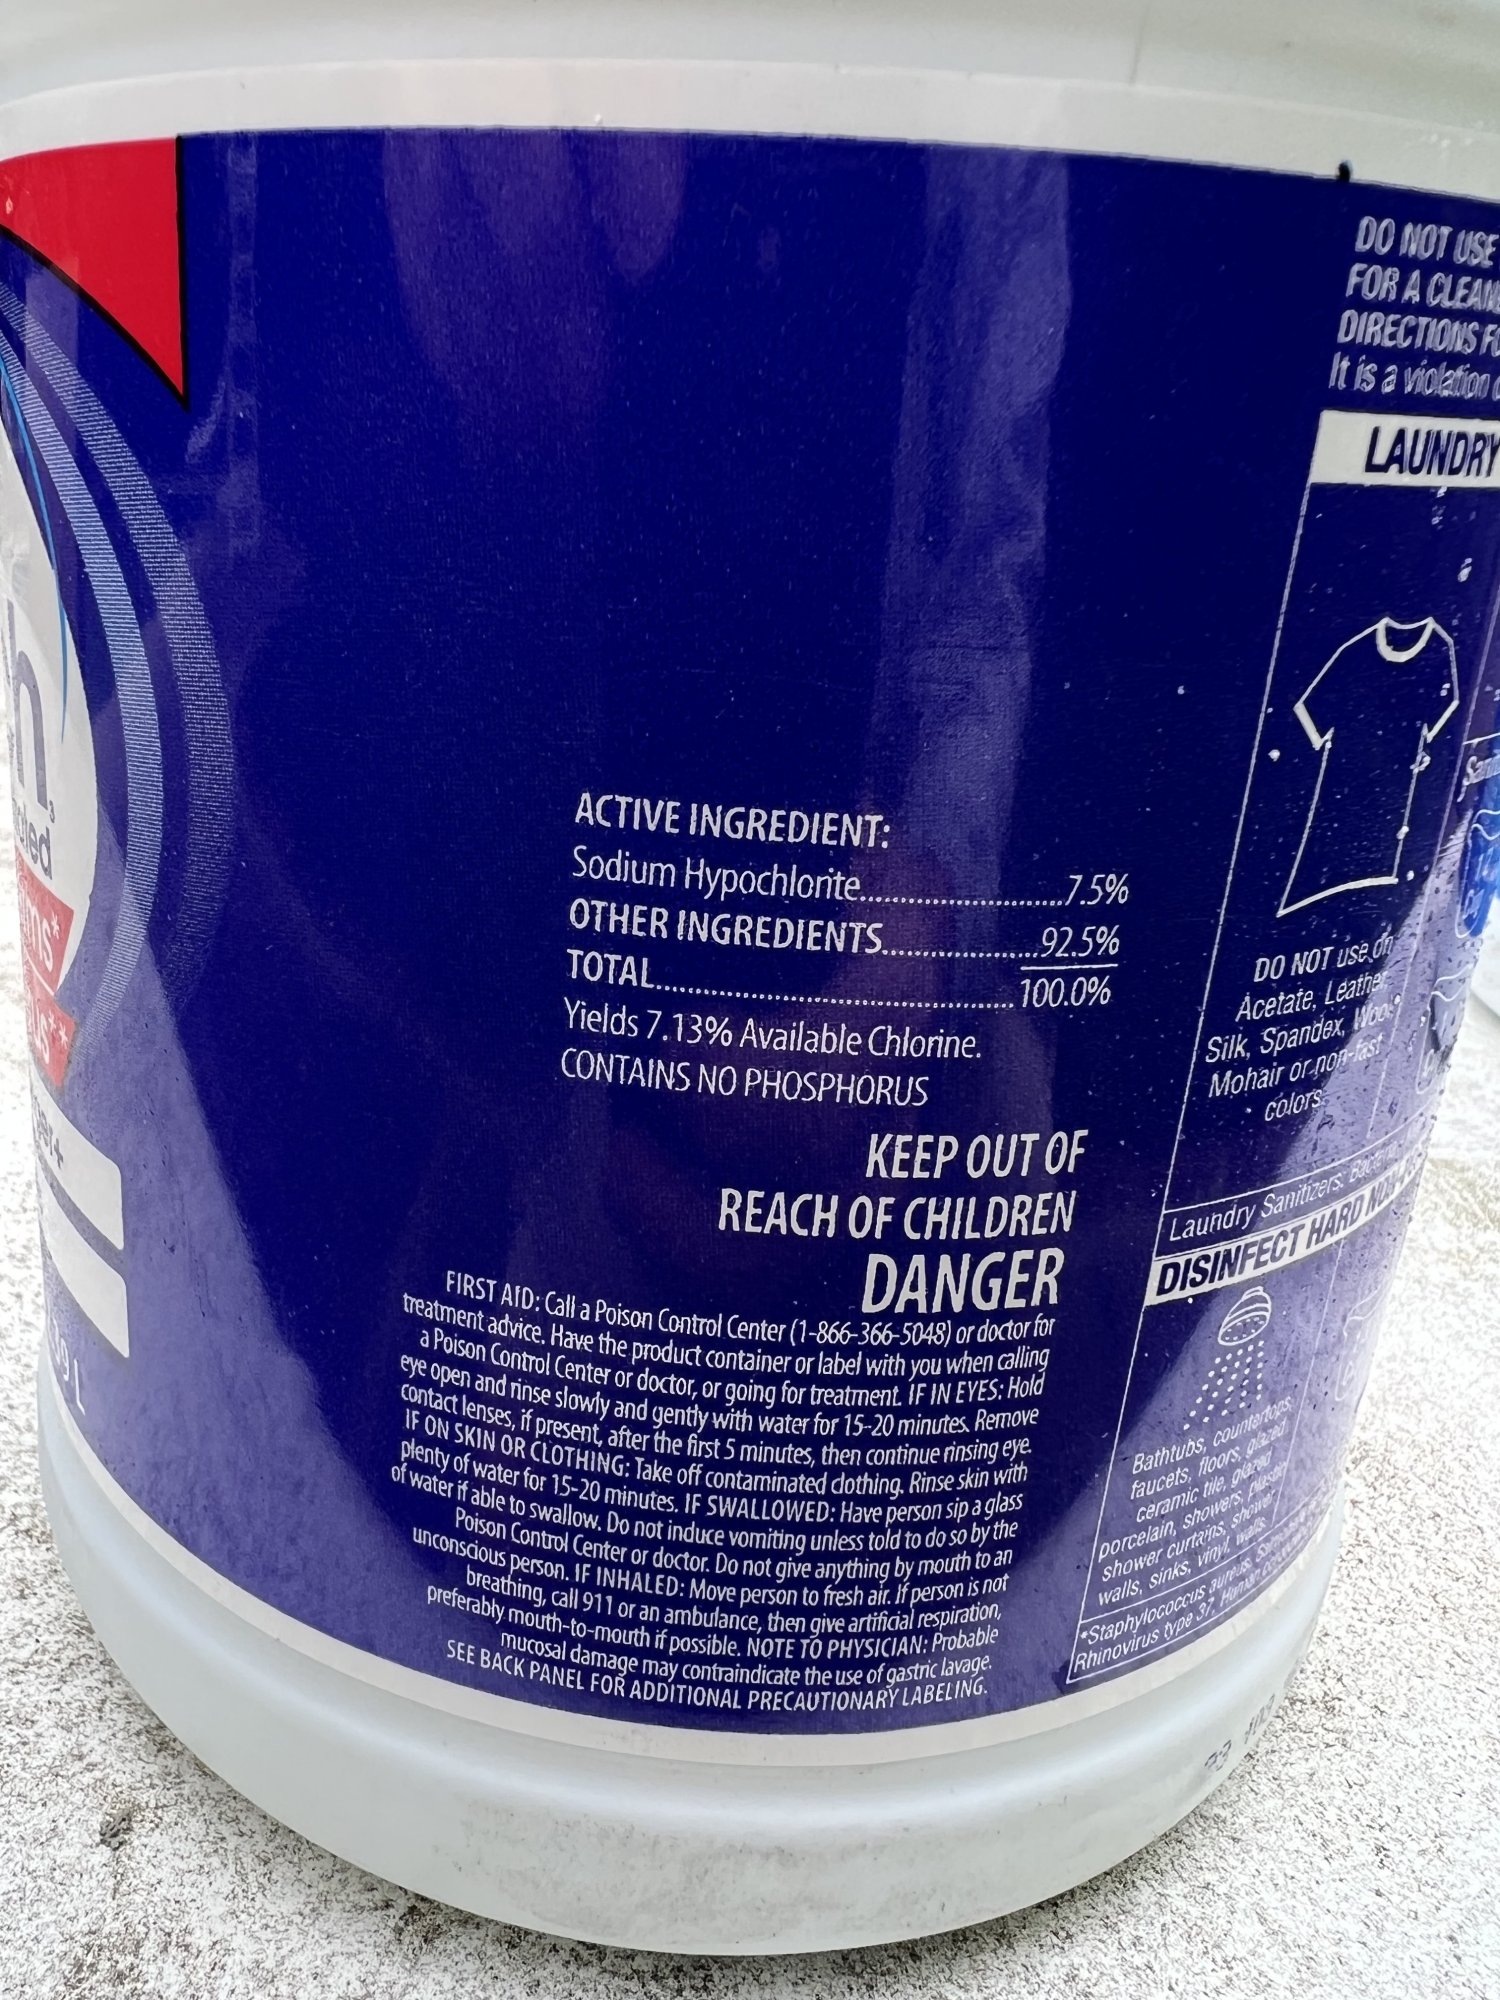 h
ACTIVE INGREDIENT:
Sodium Hypochlorite..............................7.5%
OTHER INGREDIENTS......................92.5%
TOTAL....................................................100.0%
Yields 7.13% Available Chlorine.
CONTAINS NO PHOSPHORUS
KEEP OUT OF
REACH OF CHILDREN
DANGER
FIRST AID: Call a Poison Control Center (1-866-366-5048) or doctor for
treatment advice. Have the product container or label with you when calling
a Poison Control Center or doctor, or going for treatment. IF IN EYES: Hold
eye open and rinse slowly and gently with water for 15-20 minutes. Remove
contact lenses, if present, after the first 5 minutes, then continue rinsing eye.
IF ON SKIN OR CLOTHING: Take off contaminated clothing. Rinse skin with
plenty of water for 15-20 minutes. IF SWALLOWED: Have person sip a glass
of water if able to swallow. Do not induce vomiting unless told to do so by the
Poison Control Center or doctor. Do not give anything by mouth to an
unconscious person. IF INHALED: Move person to fresh air. If person is not
breathing, call 911 or an ambulance, then give artificial respiration,
preferably mouth-to-mouth if possible. NOTE TO PHYSICIAN: Probable
mucosal damage may contraindicate the use of gastric lavage.
SEE BACK PANEL FOR ADDITIONAL PRECAUTIONARY LABELING.
DO NOT USE
FOR A
DIRECTIONS
It is a violation
LAUNDRY
DO NOT use on
Acetate, Leather,
Silk, Spandex, Wool,
Mohair or non-fast
colors
Laundry Sanitizers:
DISINFECT HARD
Bathtubs, countertops,
faucets, floors, glazed
ceramic tile, glazed
porcelain, showers, plastic
shower curtains, shower
walls, sinks, vinyl, walls
*Staphylococcus aureus,
Rhinovirus type 37,